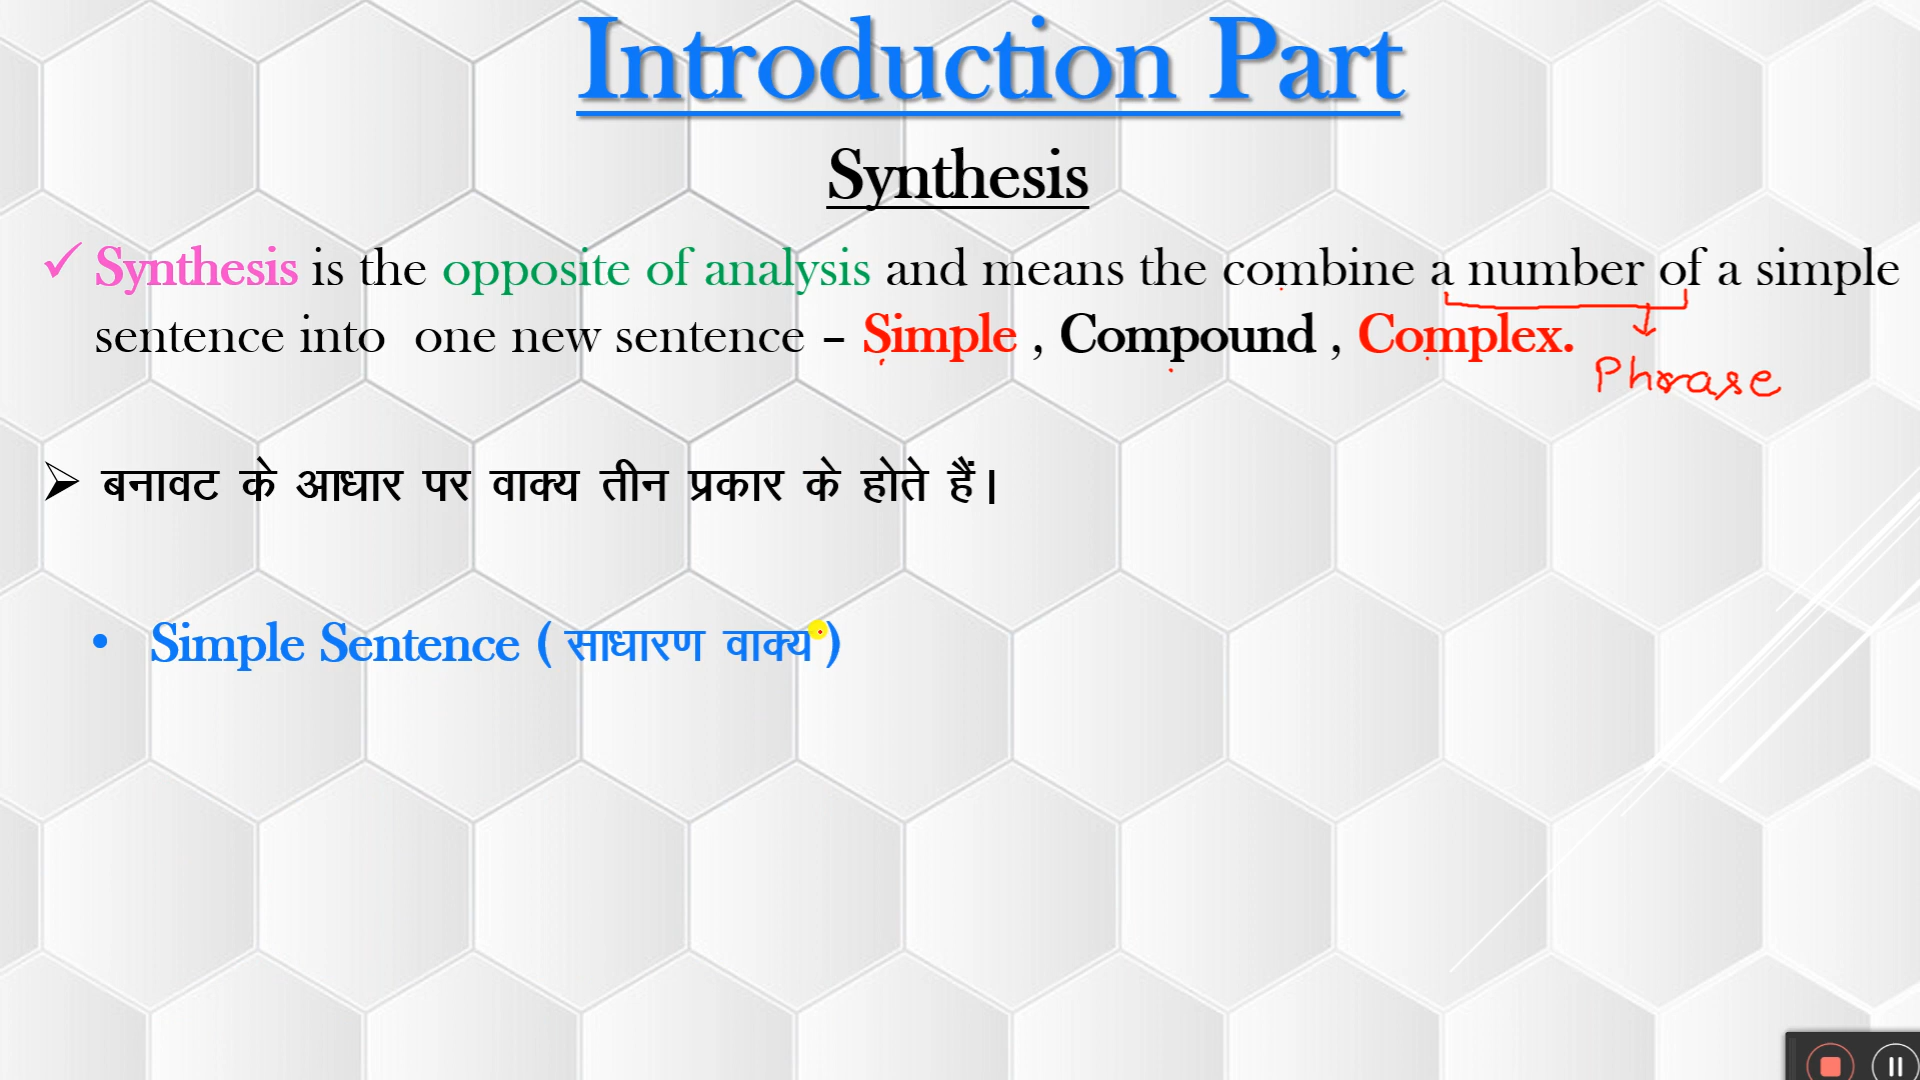 Introduction Part
Synthesis
✓ Synthesis is the opposite of analysis and means the combine a number of a simple
sentence into one new sentence – Simple , Compound , Complex.
Phrase
➢ बनावट के आधार पर वाक्य तीन प्रकार के होते हैं।
• Simple Sentence ( साधारण वाक्य )